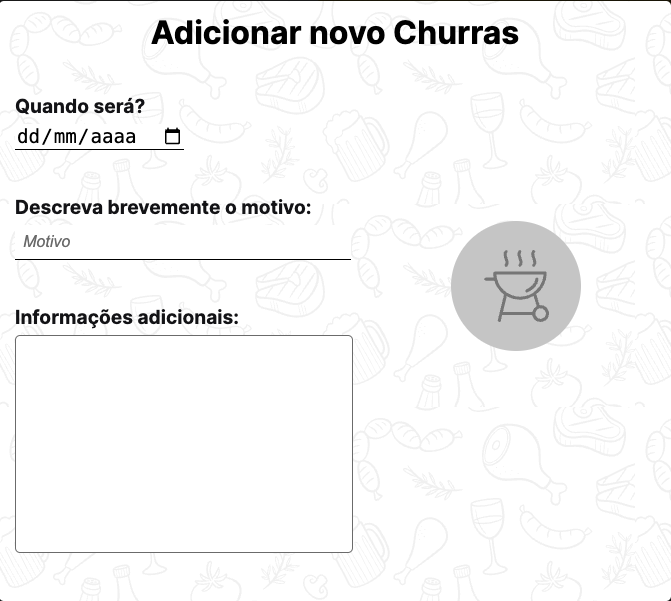 Adicionar novo Churras
Quando será?
dd/mm/aaaa
Descreva brevemente o motivo:
Motivo
Informações adicionais: